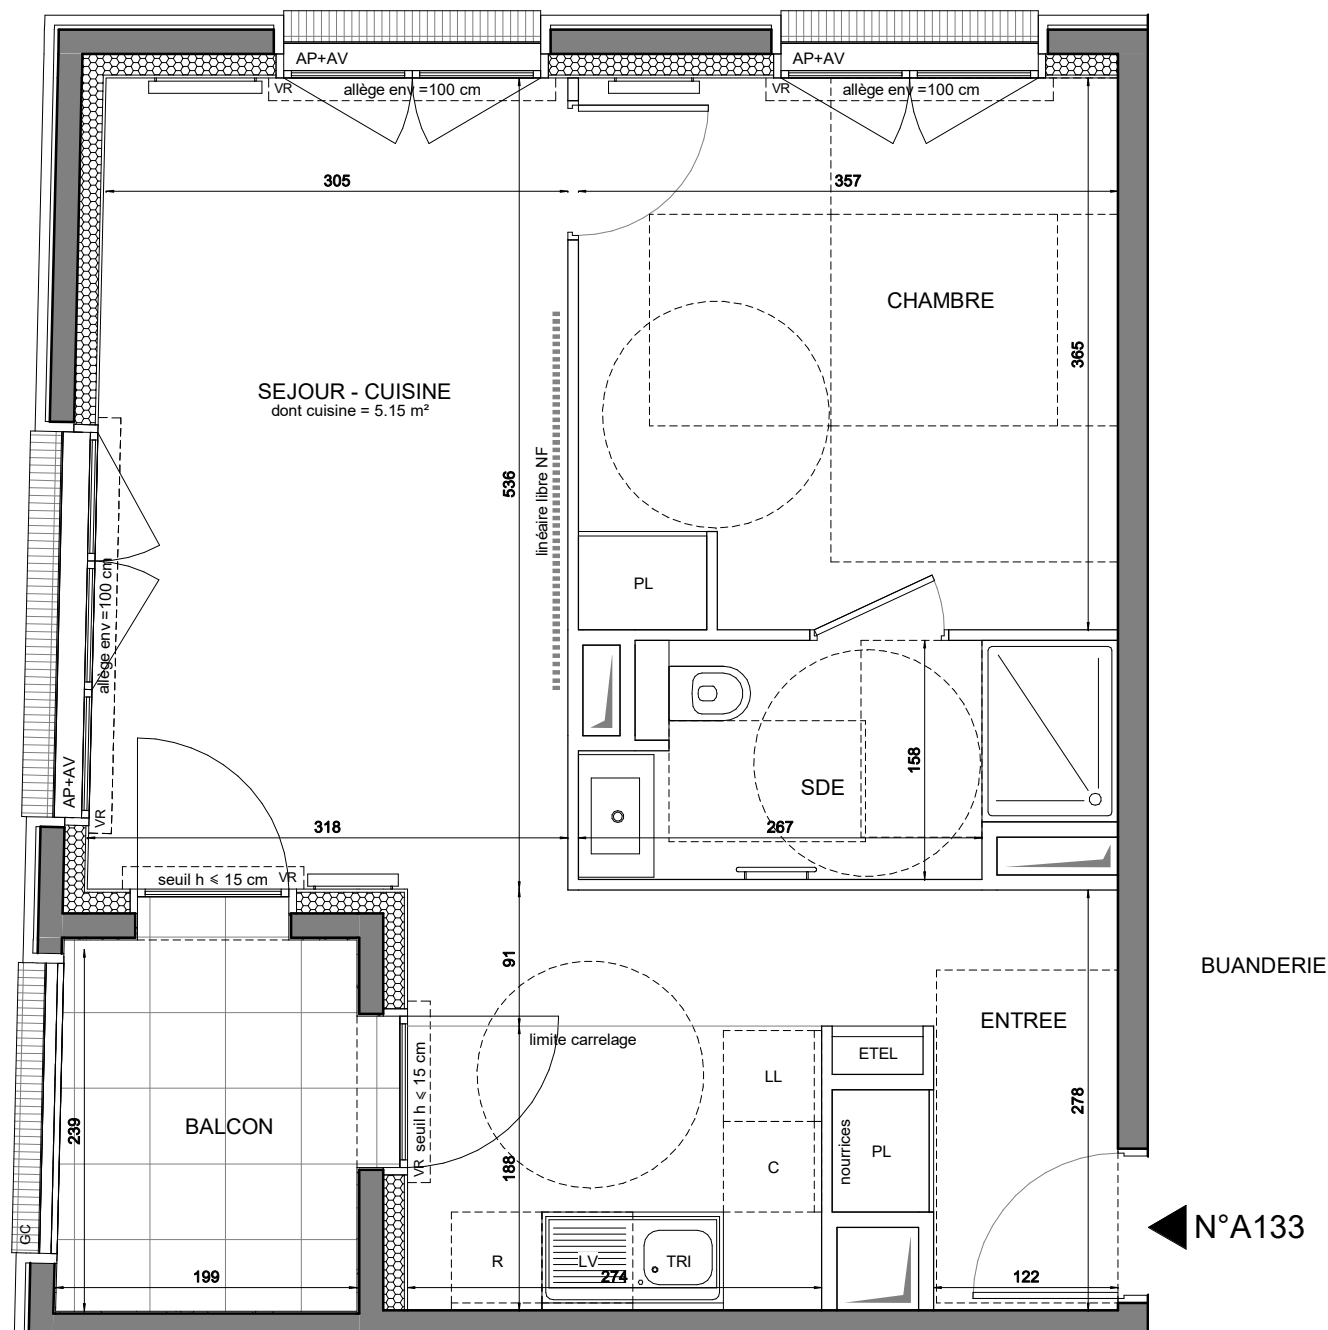 AP+AV
AP+AV
VR
allège env =100 cm
VR
allège env =100 cm
305
357
CHAMBRE
365
SEJOUR - CUISINE
dont cuisine = 5.15 m²
536
linéaire libre NF
allège env =100 cm
PL
AP+AV
VR
158
SDE
318
267
seuil h ⩽ 15 cm
VR
91
BUANDERIE
ENTREE
limite carrelage
ETEL
LL
VR seuil h ⩽ 15 cm
278
BALCON
239
188
C
nourrices
PL
GC
N°A133
R
LV
TRI
199
274
122